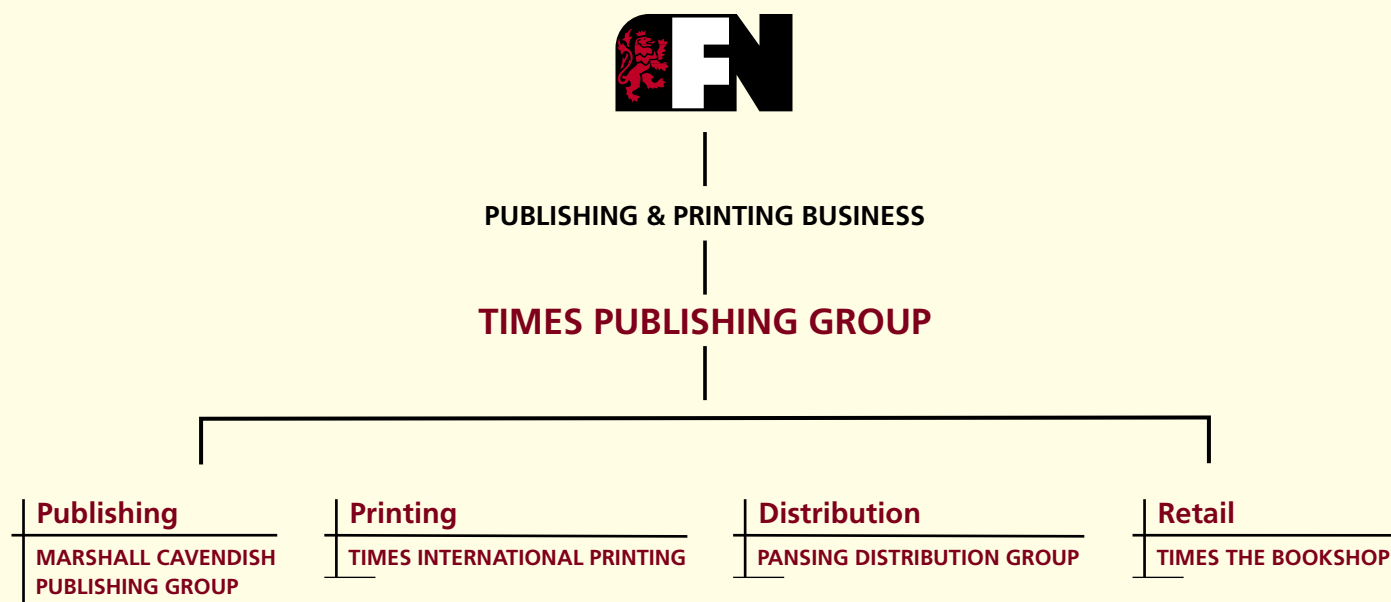 FN
PUBLISHING & PRINTING BUSINESS
TIMES PUBLISHING GROUP
Publishing
MARSHALL CAVENDISH
PUBLISHING GROUP
Printing
TIMES INTERNATIONAL PRINTING
Distribution
PANSING DISTRIBUTION GROUP
Retail
TIMES THE BOOKSHOP